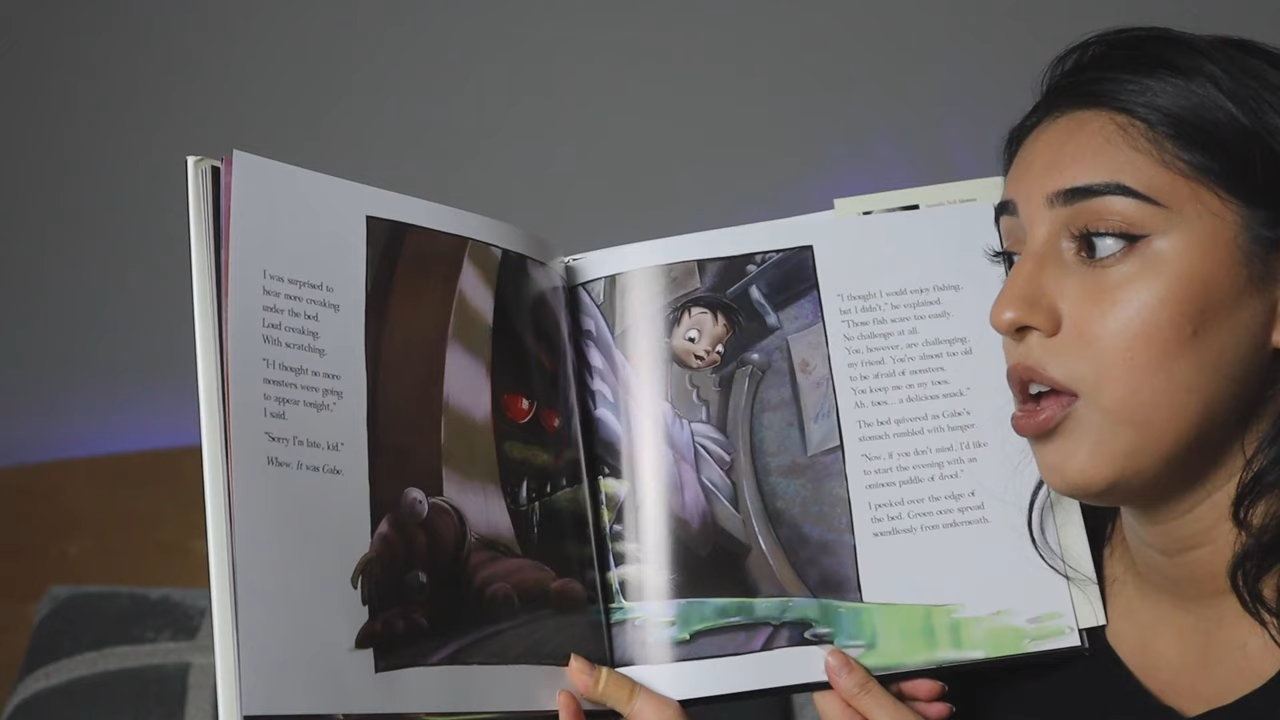 I was surprised to
hear more creaking
under the bed.
Loud creaking.
With scratching.
"I-I thought no more
monsters were going
to appear tonight,"
I said.
"Sorry I'm late, kid."
Whew. It was Gabe.
"I thought I would enjoy fishing,
but I didn't," he explained.
"Those fish scare too easily.
No challenge at all.
You, however, are challenging,
my friend. You're almost too old
to be afraid of monsters.
You keep me on my toes.
Ah, toes... a delicious snack."
The bed quivered as Gabe's
stomach rumbled with hunger.
"Now, if you don't mind, I'd like
to start the evening with an
ominous puddle of drool."
I peeked over the edge of
the bed. Green ooze spread
soundlessly from underneath.